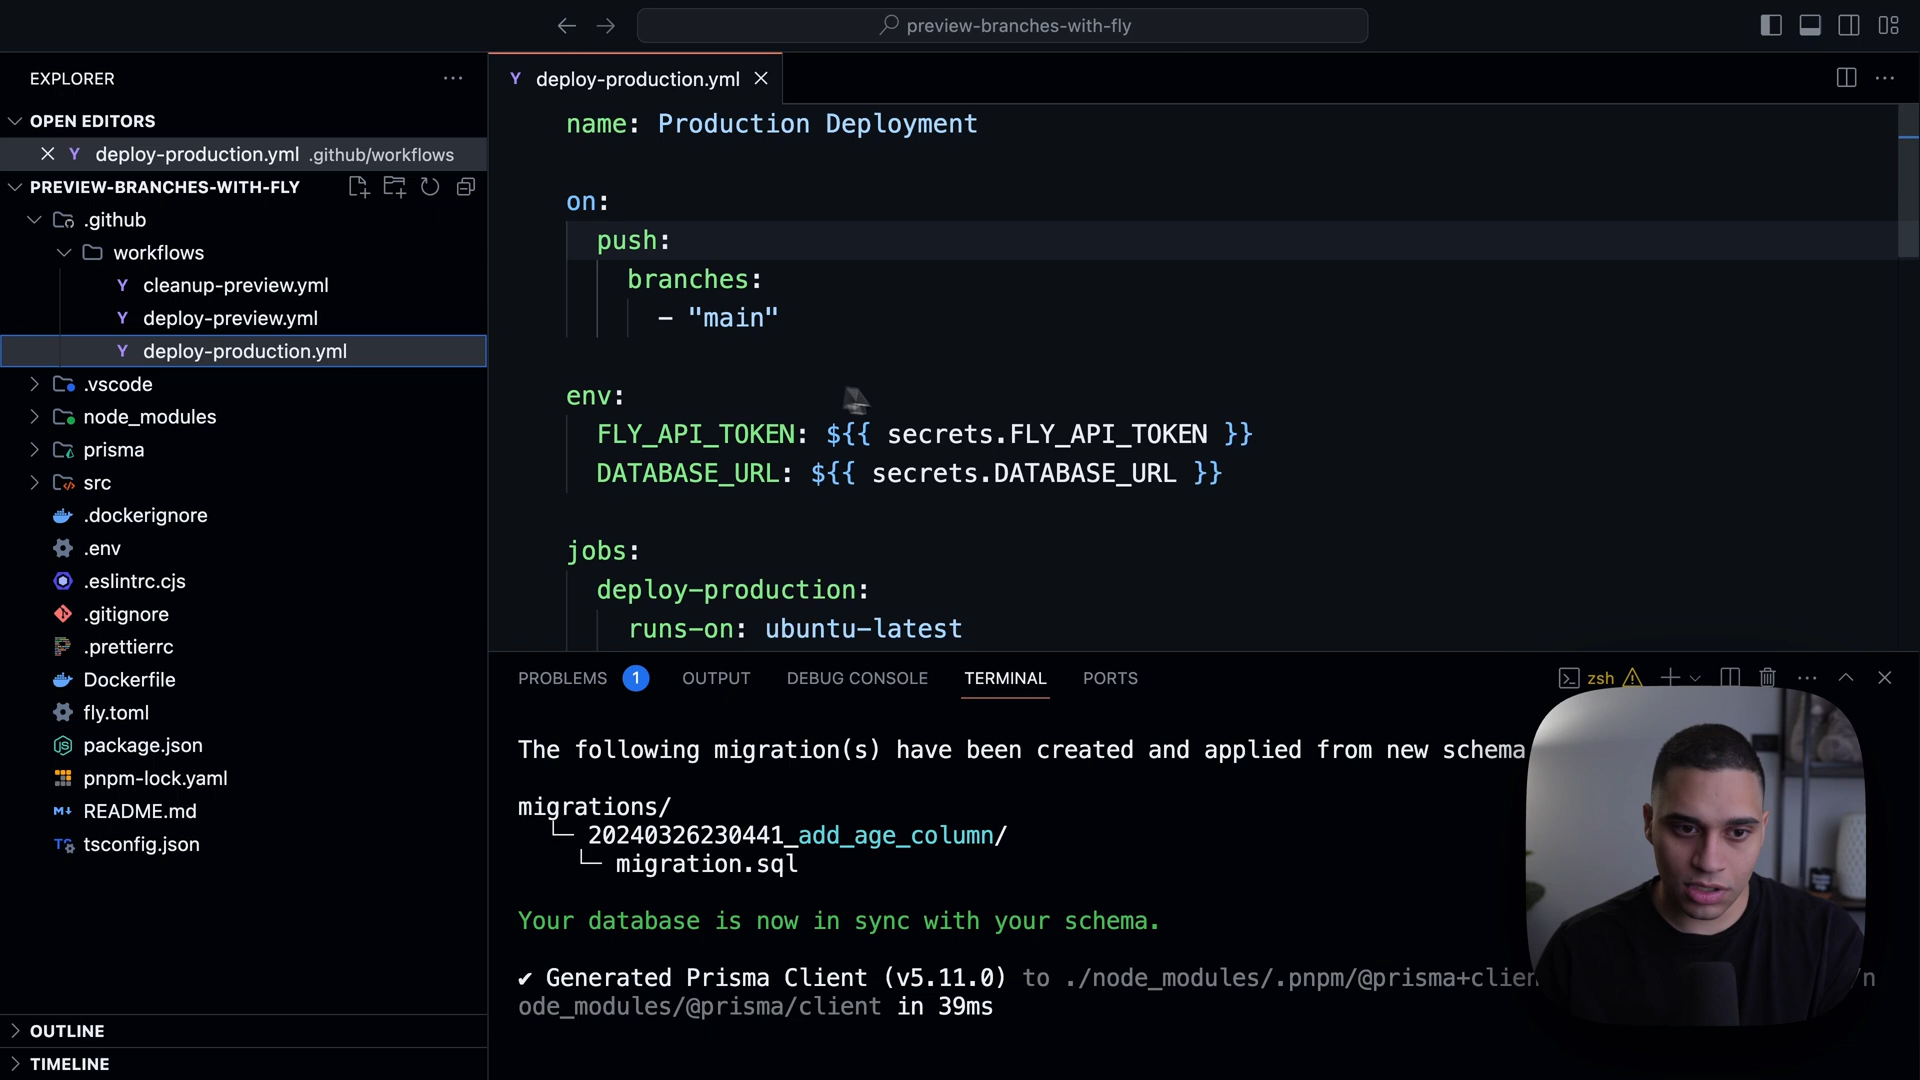 preview-branches-with-fly
EXPLORER
OPEN EDITORS
deploy-production.yml .github/workflows
PREVIEW-BRANCHES-WITH-FLY
.github
workflows
cleanup-preview.yml
deploy-preview.yml
deploy-production.yml
.vscode
node_modules
prisma
src
.dockerignore
.env
.eslintrc.cjs
.gitignore
.prettierrc
Dockerfile
fly.toml
package.json
pnpm-lock.yaml
README.md
tsconfig.json
OUTLINE
TIMELINE
deploy-production.yml
name: Production Deployment
on:
push:
branches:
- "main"
env:
FLY_API_TOKEN: ${{ secrets.FLY_API_TOKEN }}
DATABASE_URL: ${{ secrets.DATABASE_URL }}
jobs:
deploy-production:
runs-on: ubuntu-latest
PROBLEMS 1 OUTPUT DEBUG CONSOLE TERMINAL PORTS zsh
The following migration(s) have been created and applied from new schema
migrations/
└─ 20240326230441_add_age_column/
└─ migration.sql
Your database is now in sync with your schema.
✔ Generated Prisma Client (v5.11.0) to ./node_modules/.pnpm/@prisma+clien /n
ode_modules/@prisma/client in 39ms